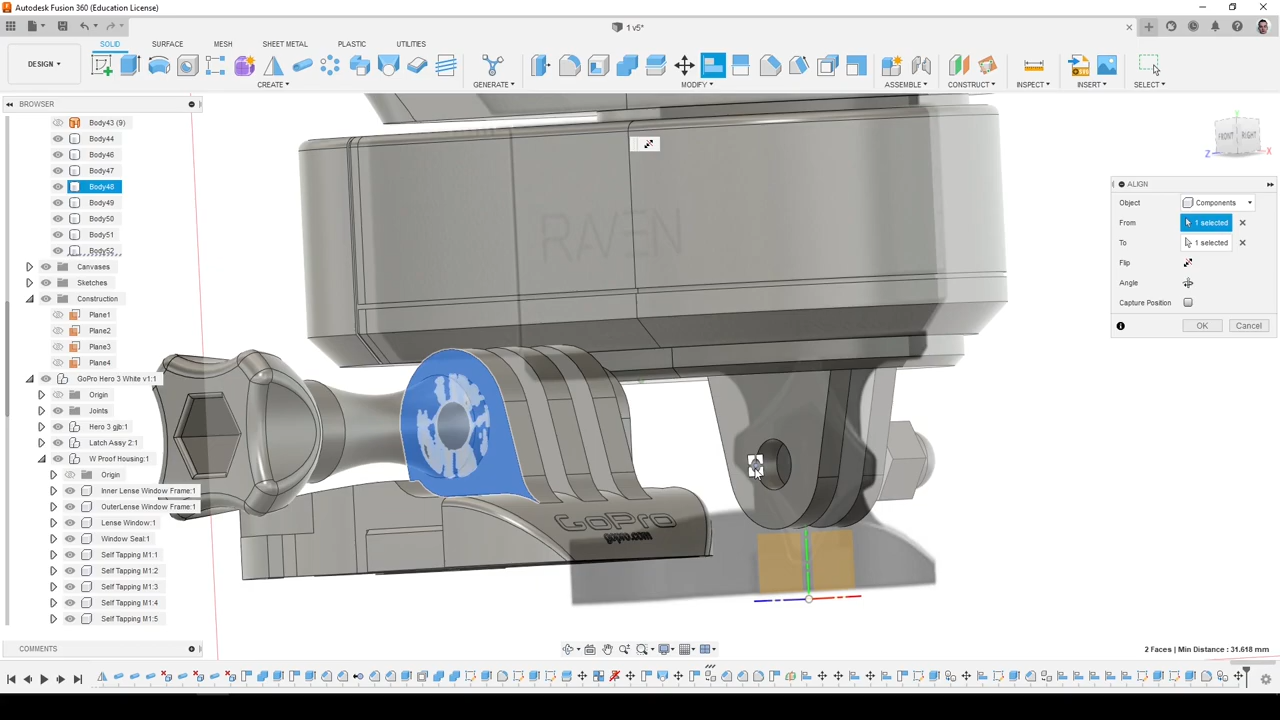 Autodesk Fusion 360 (Education License)
1 v5*
SOLID SURFACE MESH SHEET METAL PLASTIC UTILITIES
DESIGN
CREATE
GENERATE
MODIFY
ASSEMBLE
CONSTRUCT
INSPECT
INSERT
SELECT
BROWSER
Body43 (9)
Body44
Body46
Body47
Body48
Body49
Body50
Body51
Body52
Canvases
Sketches
Construction
Plane1
Plane2
Plane3
Plane4
GoPro Hero 3 White v1:1
Origin
Joints
Hero 3 gjb:1
Latch Assy 2:1
W Proof Housing:1
Origin
Inner Lense Window Frame:1
OuterLense Window Frame:1
Lense Window:1
Window Seal:1
Self Tapping M1:1
Self Tapping M1:2
Self Tapping M1:3
Self Tapping M1:4
Self Tapping M1:5
COMMENTS
RAVEN
GoPro
gopro.com
FRONT RIGHT
Z X
ALIGN
Object Components
From 1 selected
To 1 selected
Flip
Angle
Capture Position
OK Cancel
2 Faces | Min Distance : 31.618 mm